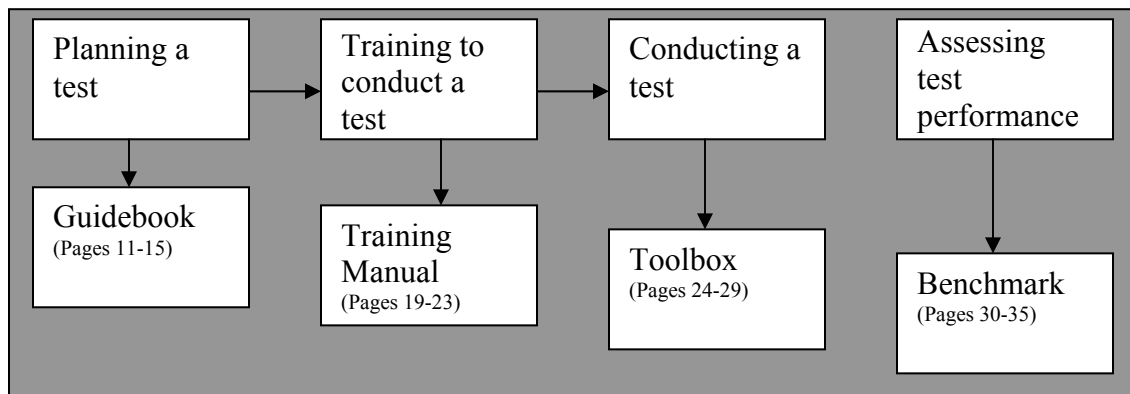 Planning a
test
Training to
conduct a
test
Conducting a
test
Assessing
test
performance
Guidebook
(Pages 11-15)
Training
Manual
(Pages 19-23)
Toolbox
(Pages 24-29)
Benchmark
(Pages 30-35)